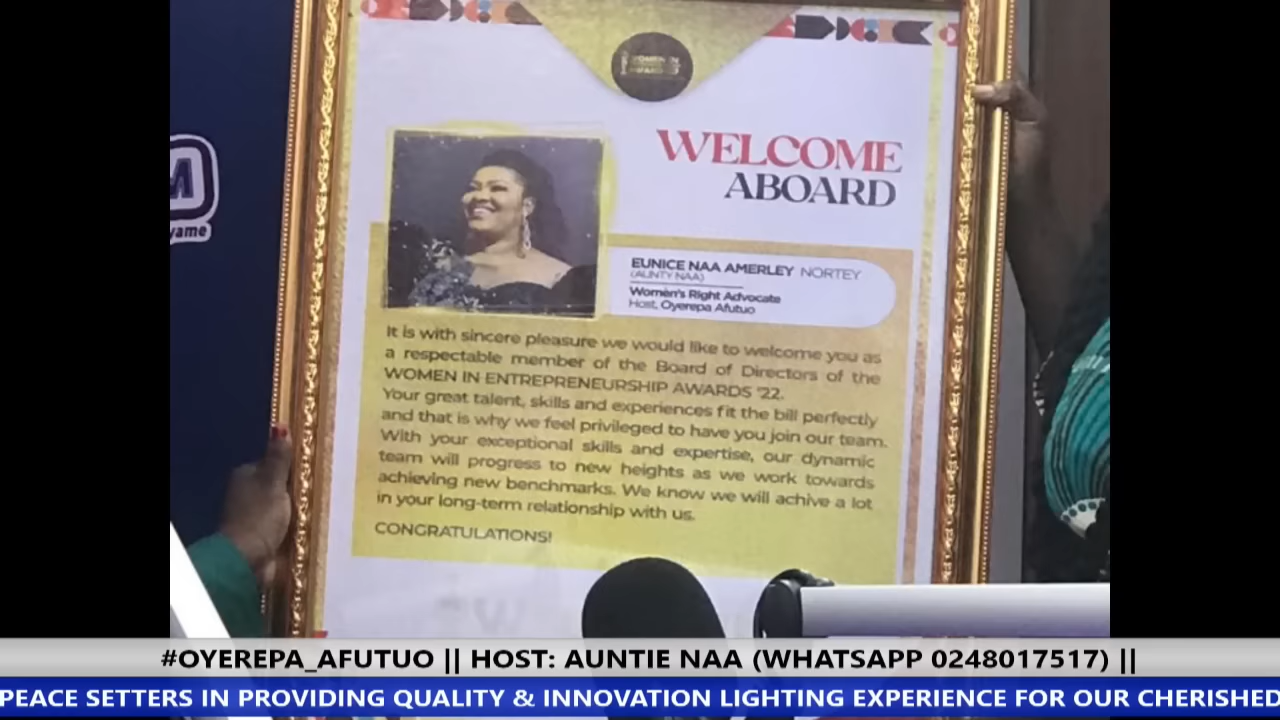 WOMEN IN
AWARDS
WELCOME
ABOARD
EUNICE NAA AMERLEY NORTEY
(AUNTY NAA)
Women's Right Advocate
Host, Oyerepa Afutuo
It is with sincere pleasure we would like to welcome you as
a respectable member of the Board of Directors of the
WOMEN IN ENTREPRENEURSHIP AWARDS '22.
Your great talent, skills and experiences fit the bill perfectly
and that is why we feel privileged to have you join our team.
With your exceptional skills and expertise, our dynamic
team will progress to new heights as we work towards
achieving new benchmarks. We know we will achive a lot
in your long-term relationship with us.
CONGRATULATIONS!
#OYEREPA_AFUTUO || HOST: AUNTIE NAA (WHATSAPP 0248017517) ||
PEACE SETTERS IN PROVIDING QUALITY & INNOVATION LIGHTING EXPERIENCE FOR OUR CHERISHED